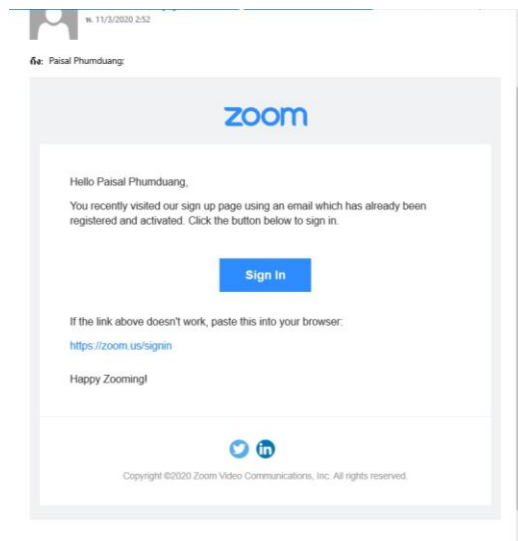 พ. 11/3/2020 2:52
ถึง: Paisal Phumduang:
zoom
Hello Paisal Phumduang,
You recently visited our sign up page using an email which has already been
registered and activated. Click the button below to sign in.
Sign In
If the link above doesn't work, paste this into your browser:
https://zoom.us/signin
Happy Zooming!
in
Copyright ©2020 Zoom Video Communications, Inc. All rights reserved.